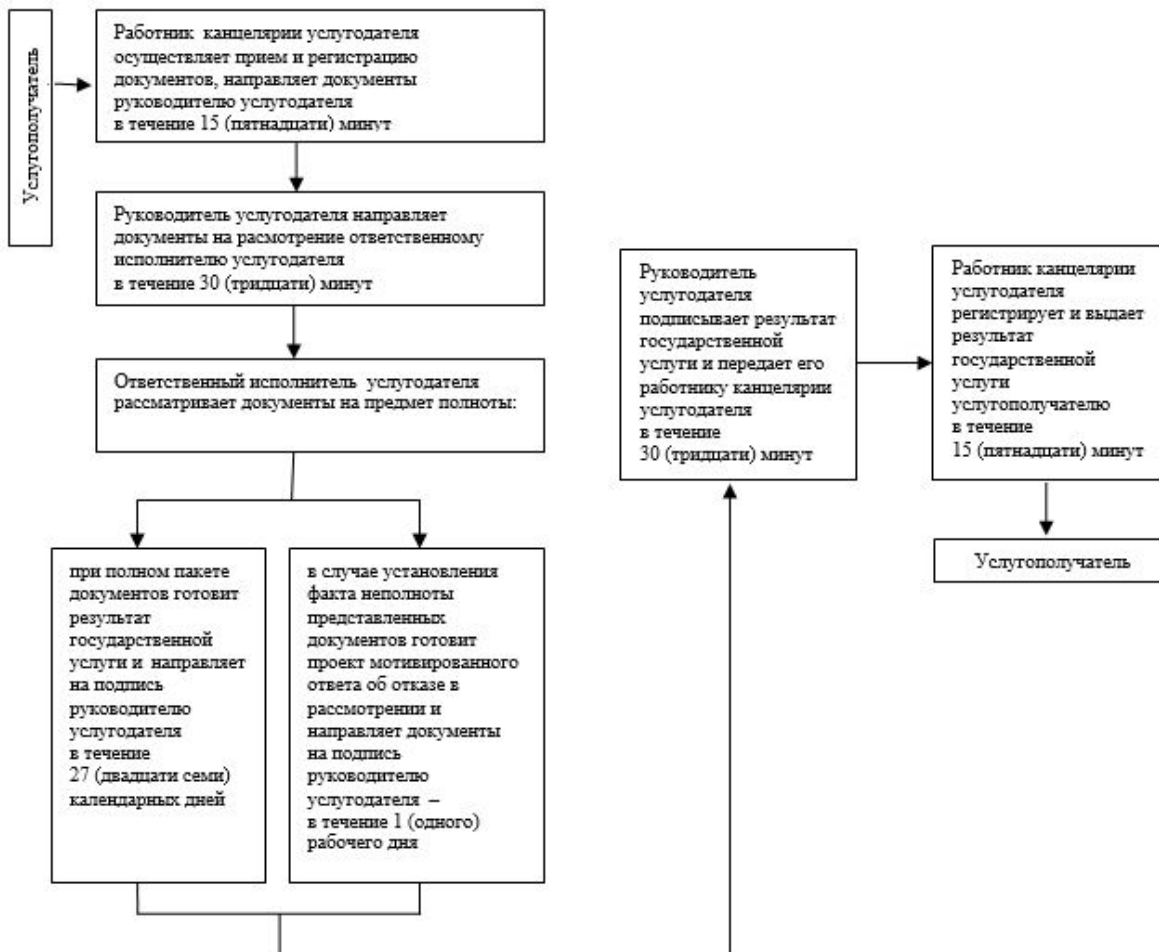 Услугополучатель
Работник канцелярии услугодателя
осуществляет прием и регистрацию
документов, направляет документы
руководителю услугодателя
в течение 15 (пятнадцати) минут
Руководитель услугодателя направляет
документы на расмотрение ответственному
исполнителю услугодателя
в течение 30 (тридцати) минут
Ответственный исполнитель услугодателя
рассматривает документы на предмет полноты:
при полном пакете
документов готовит
результат
государственной
услуги и направляет
на подпись
руководителю
услугодателя
в течение
27 (двадцати семи)
календарных дней
в случае установления
факта неполноты
представленных
документов готовит
проект мотивированного
ответа об отказе в
рассмотрении и
направляет документы
на подпись
руководителю
услугодателя –
в течение 1 (одного)
рабочего дня
Руководитель
услугодателя
подписывает результат
государственной
услуги и передает его
работнику канцелярии
услугодателя
в течение
30 (тридцати) минут
Работник канцелярии
услугодателя
регистрирует и выдает
результат
государственной
услуги
услугополучателю
в течение
15 (пятнадцати) минут
Услугополучатель